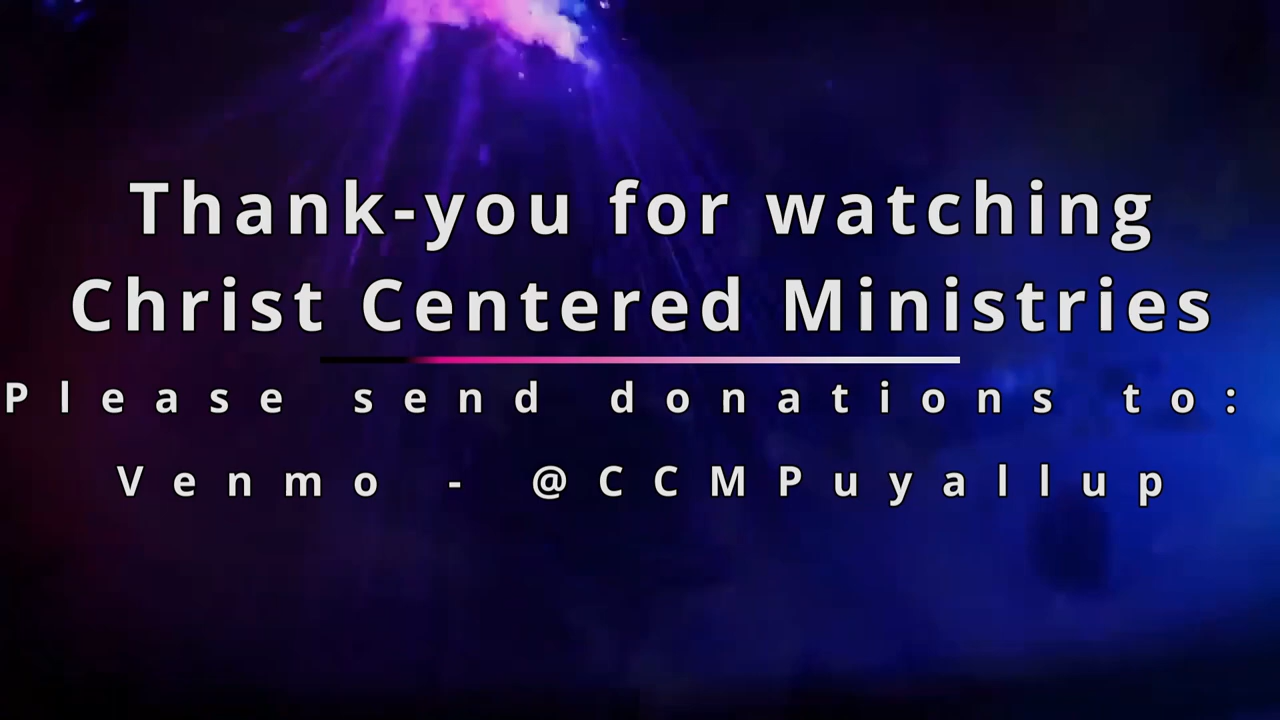 Thank-you for watching
Christ Centered Ministries
Please send donations to:
Venmo - @CCMPuyallup